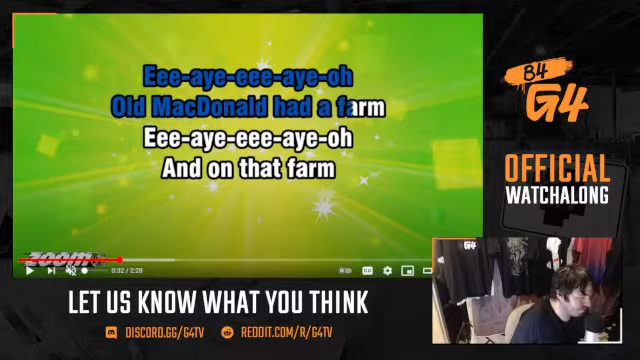 Eee-aye-eee-aye-oh
Old MacDonald had a farm
Eee-aye-eee-aye-oh
And on that farm
zoom
0:32 / 2:28
B4
G4
OFFICIAL
WATCHALONG
G4
LET US KNOW WHAT YOU THINK
DISCORD.GG/G4TV
REDDIT.COM/R/G4TV